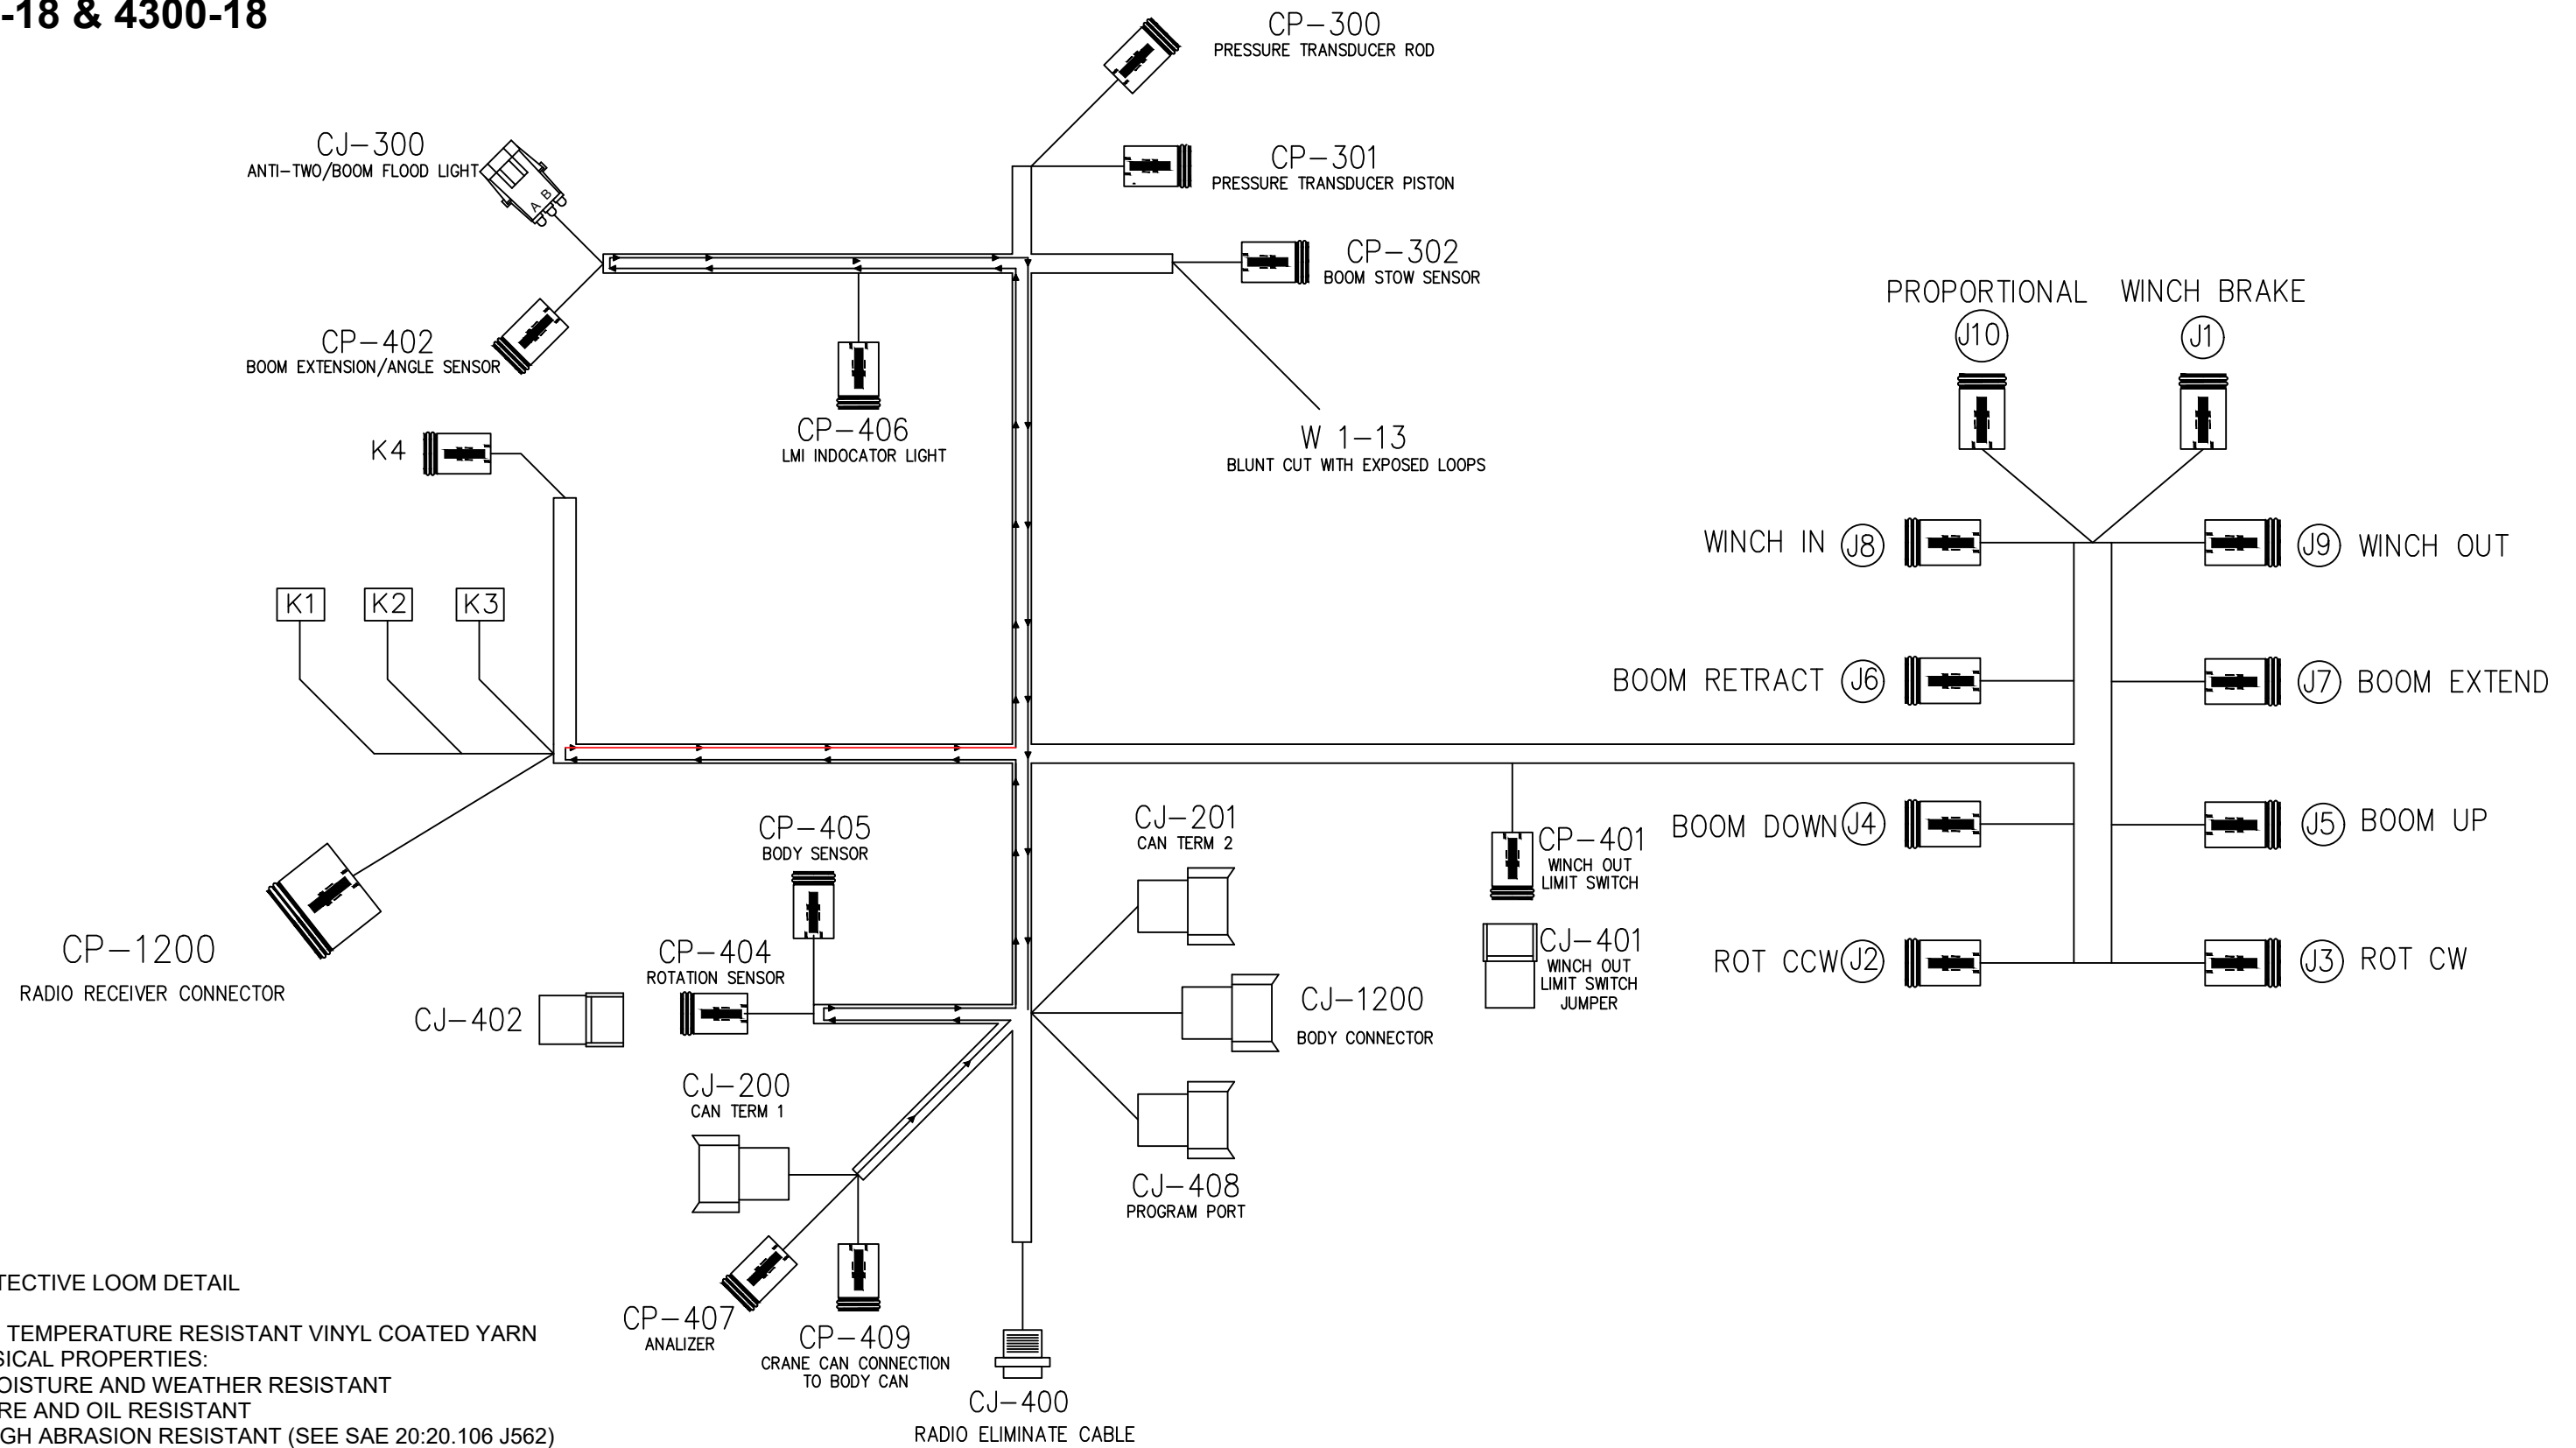 -18 & 4300-18
CP-300
PRESSURE TRANSDUCER ROD
CJ-300
ANTI-TWO/BOOM FLOOD LIGHT
A B
CP-301
PRESSURE TRANSDUCER PISTON
CP-302
BOOM STOW SENSOR
CP-402
BOOM EXTENSION/ANGLE SENSOR
PROPORTIONAL
J10
WINCH BRAKE
J1
K4
CP-406
LMI INDOCATOR LIGHT
W 1-13
BLUNT CUT WITH EXPOSED LOOPS
WINCH IN J8
J9 WINCH OUT
K1
K2
K3
BOOM RETRACT J6
J7 BOOM EXTEND
CP-405
BODY SENSOR
CJ-201
CAN TERM 2
CP-401
WINCH OUT
LIMIT SWITCH
BOOM DOWN J4
J5 BOOM UP
CP-1200
RADIO RECEIVER CONNECTOR
CP-404
ROTATION SENSOR
CJ-402
CJ-401
WINCH OUT
LIMIT SWITCH
JUMPER
ROT CCW J2
J3 ROT CW
CJ-1200
BODY CONNECTOR
CJ-200
CAN TERM 1
CJ-408
PROGRAM PORT
CP-407
ANALIZER
CP-409
CRANE CAN CONNECTION
TO BODY CAN
CJ-400
RADIO ELIMINATE CABLE
TECTIVE LOOM DETAIL
TEMPERATURE RESISTANT VINYL COATED YARN
SICAL PROPERTIES:
OISTURE AND WEATHER RESISTANT
RE AND OIL RESISTANT
GH ABRASION RESISTANT (SEE SAE 20:20.106 J562)